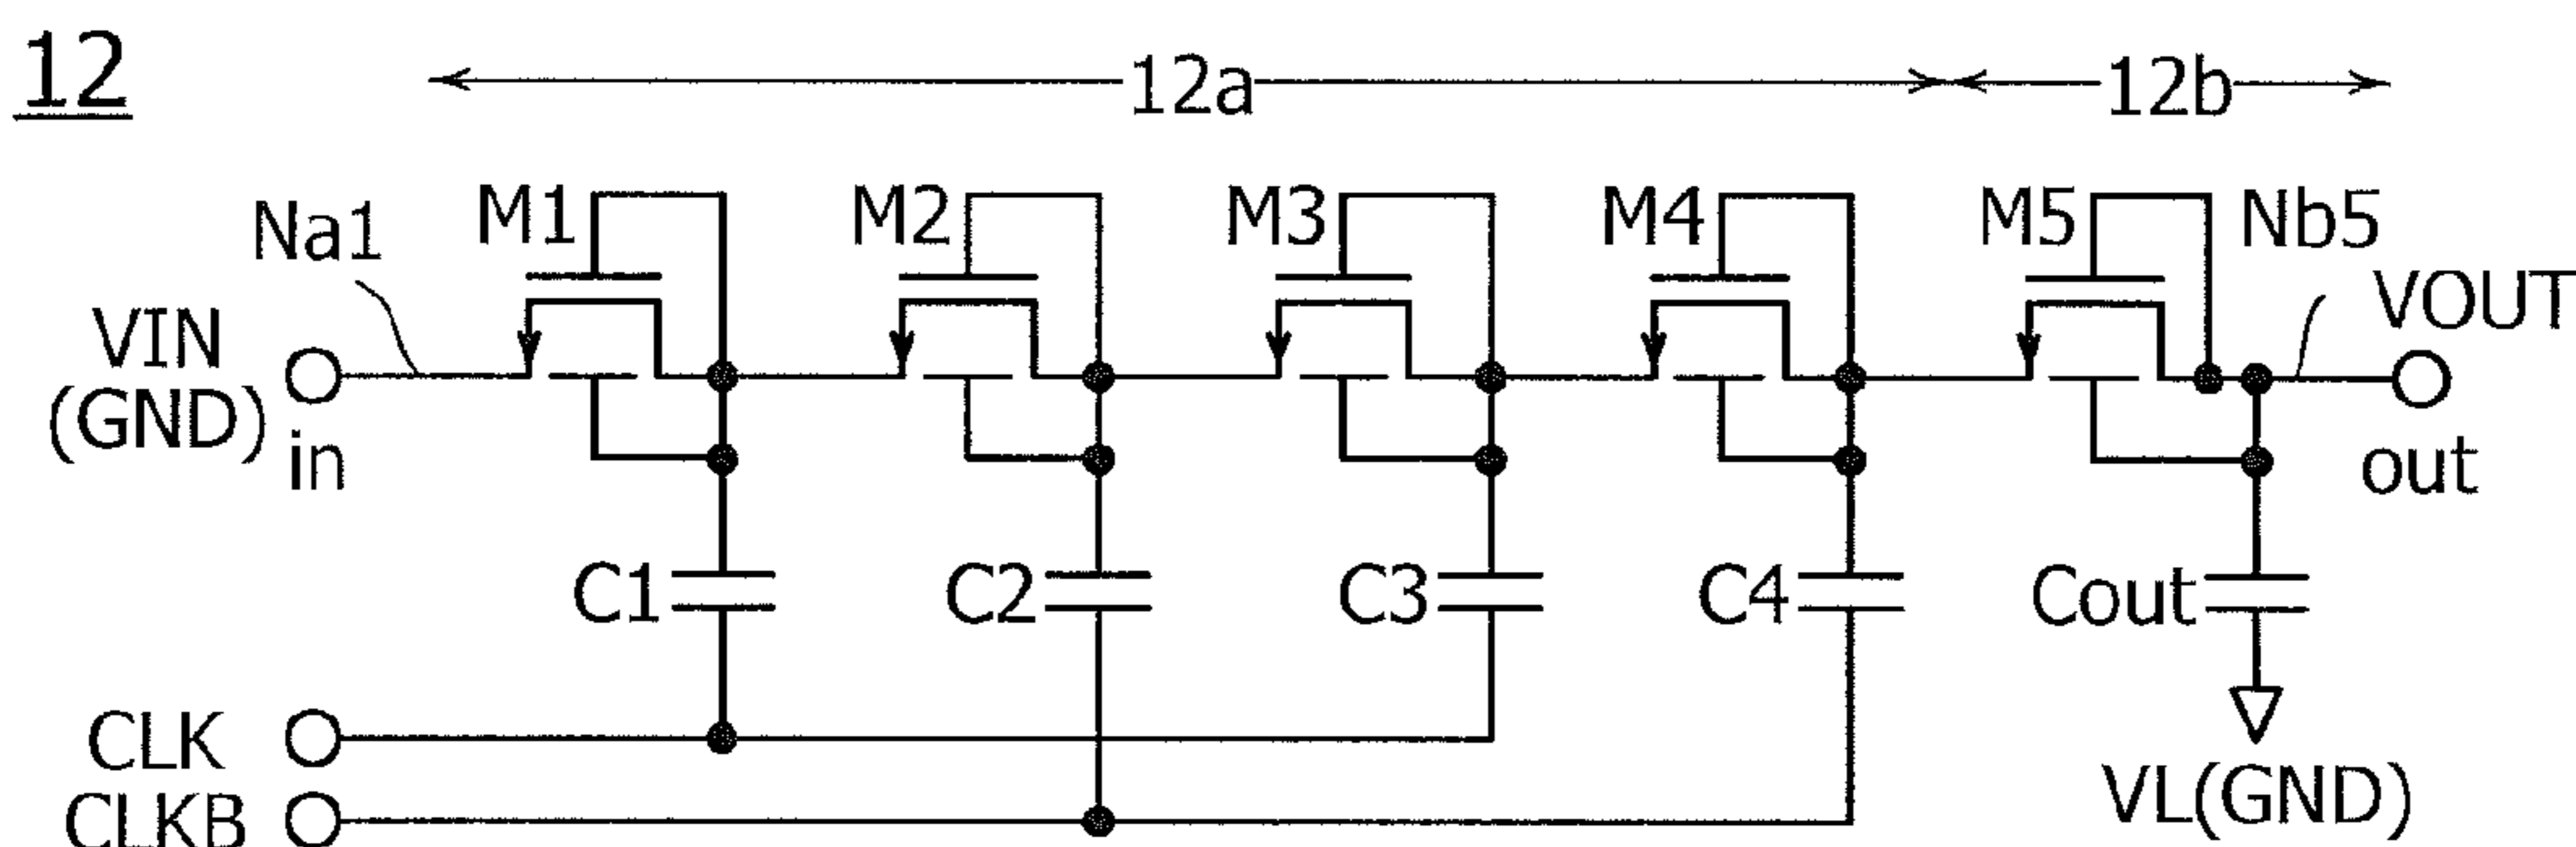 12
12a
12b
Na1
M1
M2
M3
M4
M5
Nb5
VIN
(GND)
in
VOUT
out
C1
C2
C3
C4
Cout
CLK
CLKB
VL(GND)